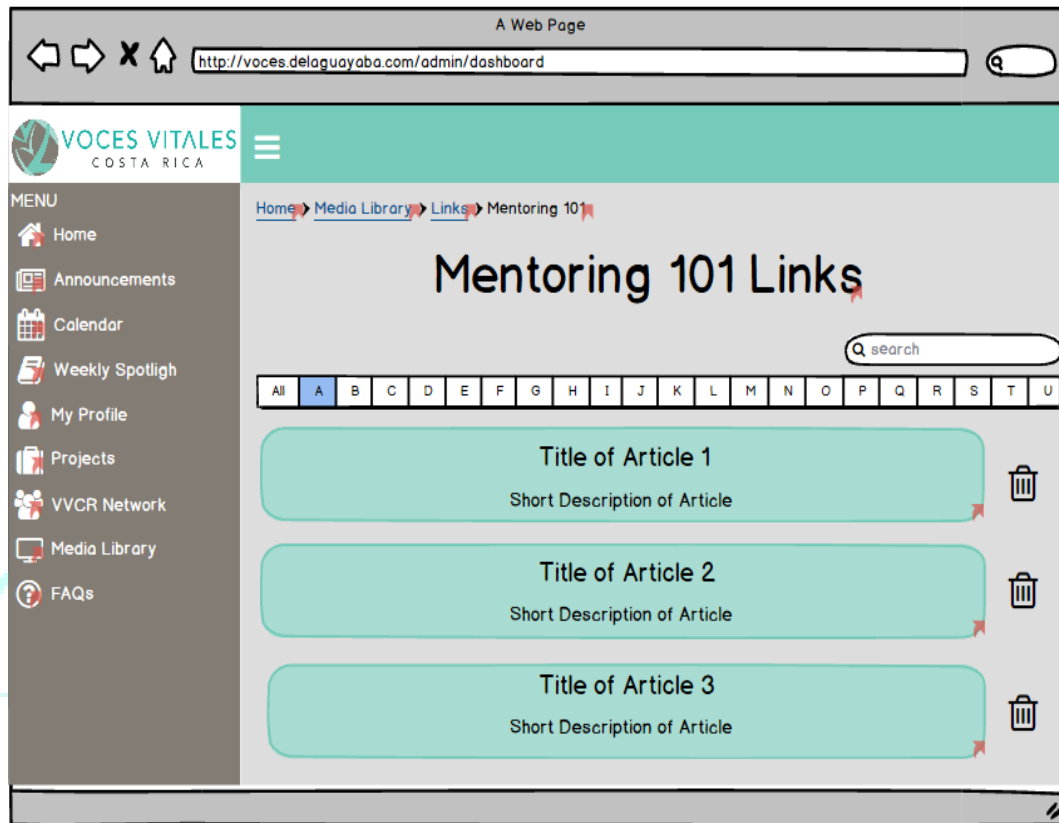 A Web Page
http://voces.delaguayaba.com/admin/dashboard
VOCES VITALES
COSTA RICA
MENU
Home
Announcements
Calendar
Weekly Spotligh
My Profile
Projects
VVCR Network
Media Library
FAQs
Home Media Library Links Mentoring 101
Mentoring 101 Links
search
All A B C D E F G H I J K L M N O P Q R S T U
Title of Article 1
Short Description of Article
Title of Article 2
Short Description of Article
Title of Article 3
Short Description of Article